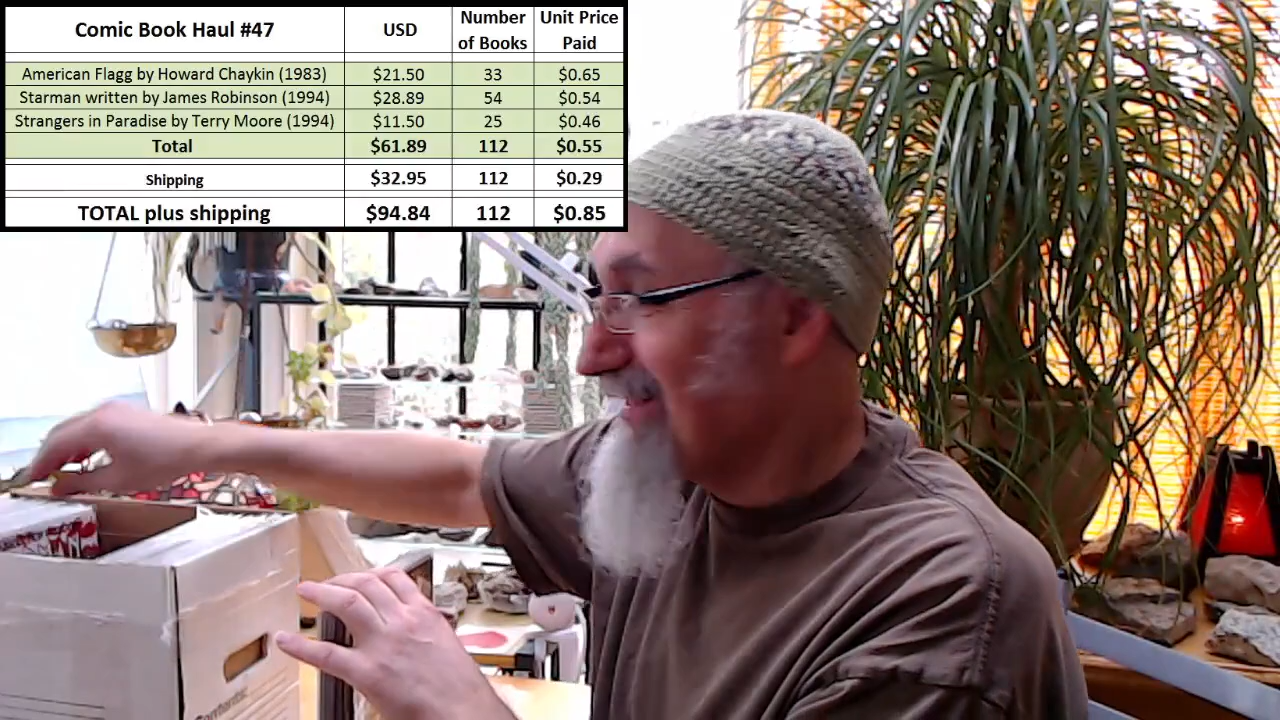 Comic Book Haul #47 USD Number of Books Unit Price Paid
American Flagg by Howard Chaykin (1983) $21.50 33 $0.65
Starman written by James Robinson (1994) $28.89 54 $0.54
Strangers in Paradise by Terry Moore (1994) $11.50 25 $0.46
Total $61.89 112 $0.55
Shipping $32.95 112 $0.29
TOTAL plus shipping $94.84 112 $0.85